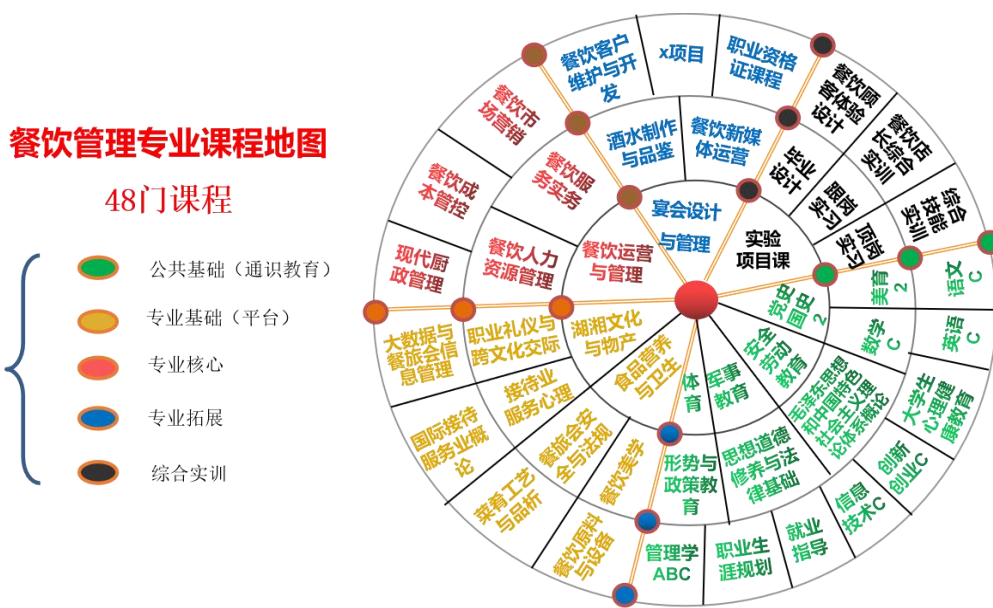 餐饮管理专业课程地图
48门课程
公共基础（通识教育）
专业基础（平台）
专业核心
专业拓展
综合实训
餐饮客户
维护与开
发
x项目
职业资格
证课程
酒水制作
与品鉴
餐饮新媒
体运营
宴会设计
与管理
餐饮顾
客体验
设计
餐饮店
长综合
实训
综合
技能
实训
毕业
设计
跟岗
实习
顶岗
实习
实验
项目课
语文
C
英语
C
大学生
心理健
康教育
创新
创业C
信息
技术C
就业
指导
职业生
涯规划
管理学
ABC
美育
2
数学
C
毛泽东思想
和中国特色
社会主义理
论体系概论
思想道德
修养与法
律基础
形势与
政策教
育
党史
国史
2
安全
劳动
教育
军事
教育
体
育
餐饮原料
与设备
菜肴工艺
与品析
国际接待
服务业概
论
大数据与
餐旅会信
息管理
餐饮美学
餐旅会安
全与法规
接待业
服务心理
职业礼仪与
跨文化交际
食品营养
与卫生
湖湘文化
与物产
现代厨
政管理
餐饮成
本管控
餐饮市
场营销
餐饮人力
资源管理
餐饮服
务实务
餐饮运营
与管理